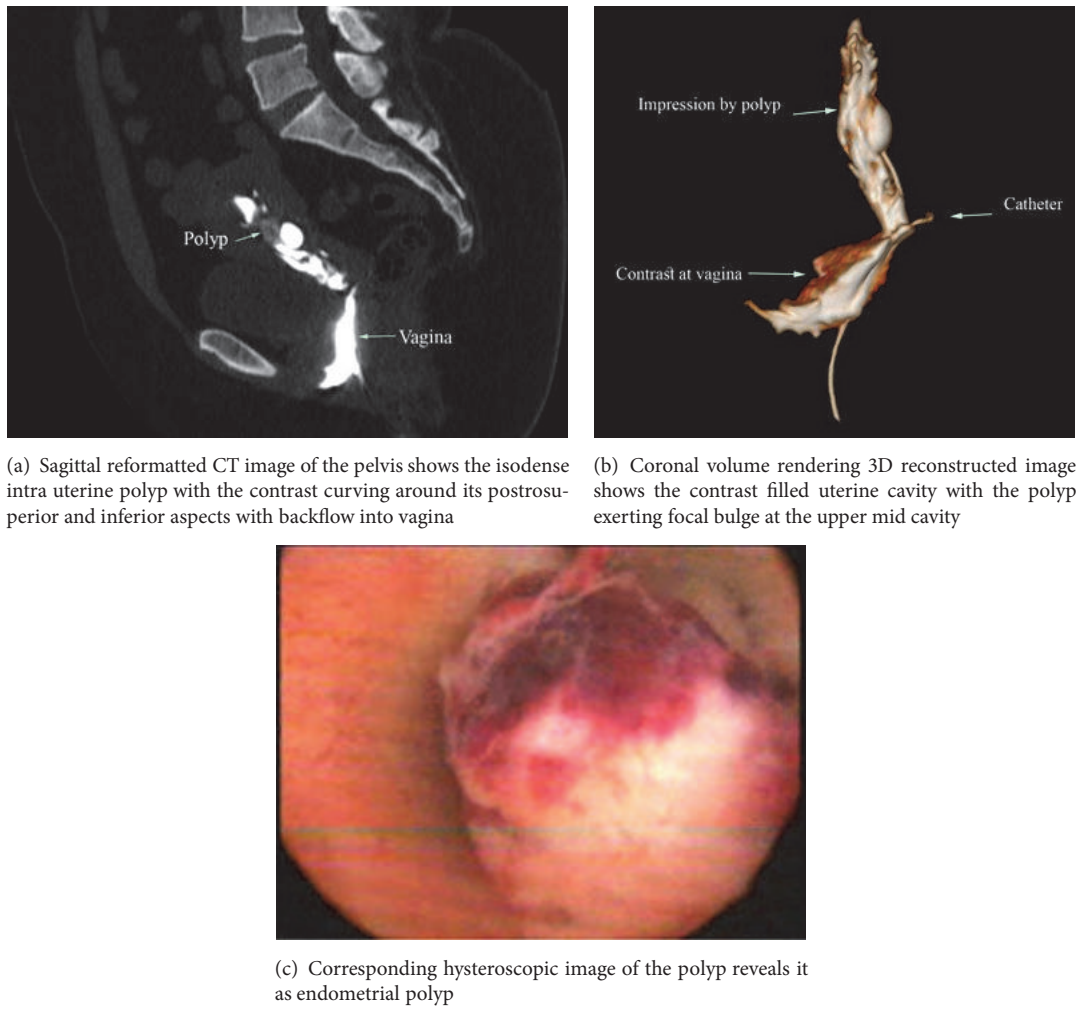 Polyp
Vagina
Impression by polyp
Catheter
Contrast at vagina
(a) Sagittal reformatted CT image of the pelvis shows the isodense
intra uterine polyp with the contrast curving around its postrosu-
perior and inferior aspects with backflow into vagina
(b) Coronal volume rendering 3D reconstructed image
shows the contrast filled uterine cavity with the polyp
exerting focal bulge at the upper mid cavity
(c) Corresponding hysteroscopic image of the polyp reveals it
as endometrial polyp